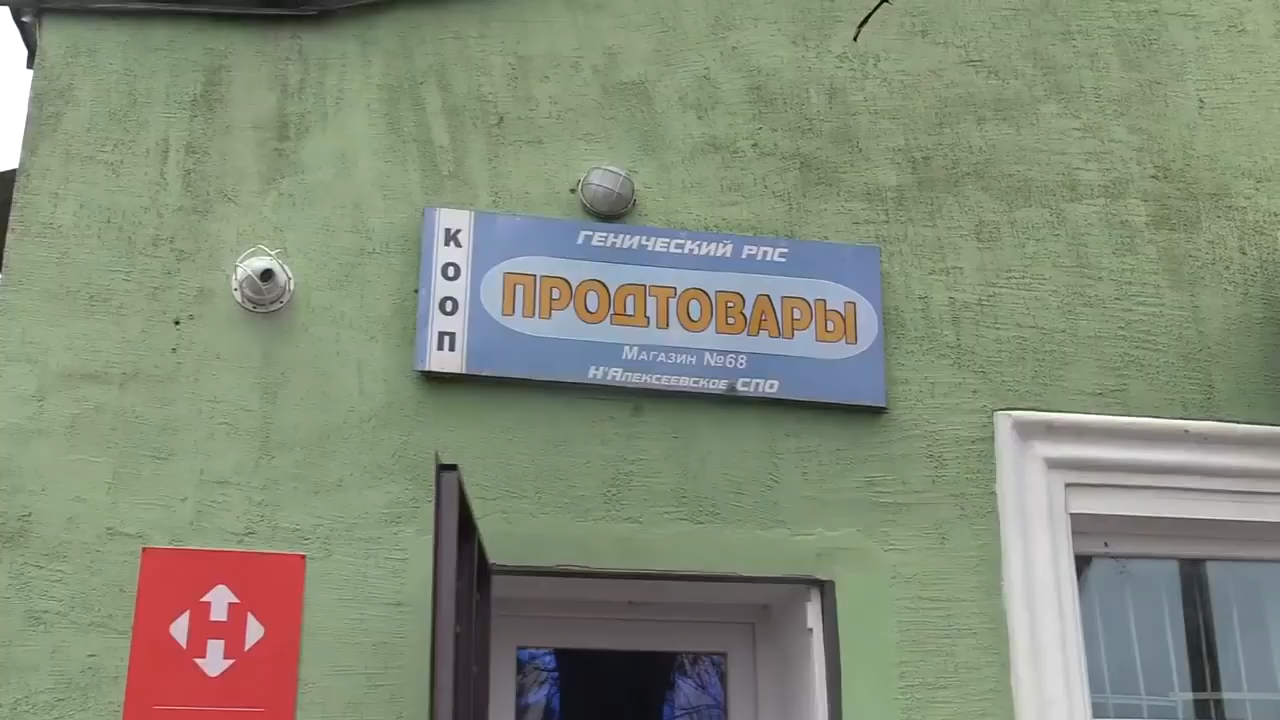 КООП
ГЕНИЧЕСКИЙ РПС
ПРОДТОВАРЫ
МАГАЗИН №68
Н'АЛЕКСЕЕВСКОЕ СПО